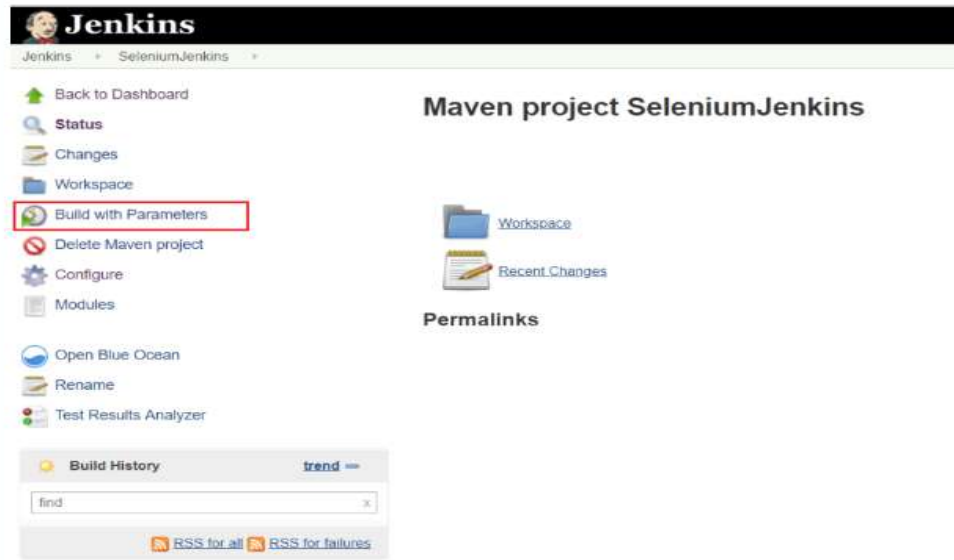 Jenkins
Jenkins SeleniumJenkins
Back to Dashboard
Status
Changes
Workspace
Build with Parameters
Delete Maven project
Configure
Modules
Open Blue Ocean
Rename
Test Results Analyzer
Build History trend
find x
RSS for all RSS for failures
Maven project SeleniumJenkins
Workspace
Recent Changes
Permalinks